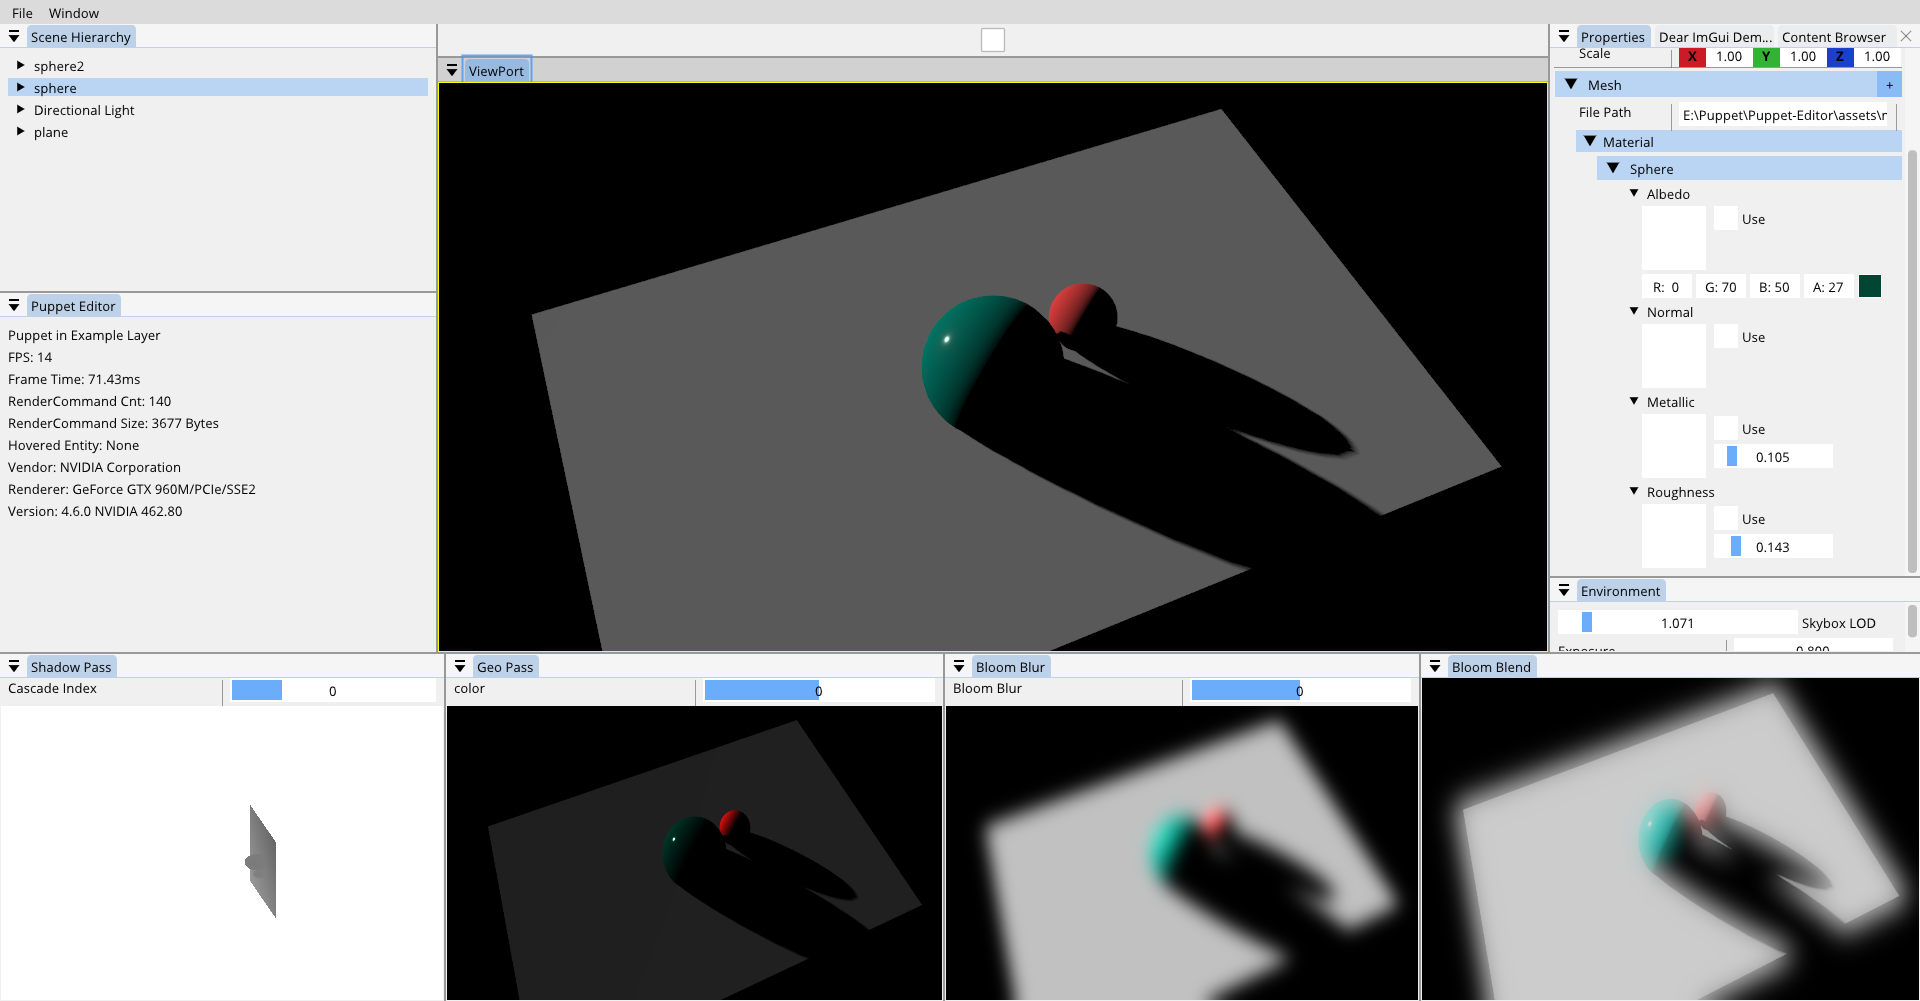 File Window
Scene Hierarchy
sphere2
sphere
Directional Light
plane
Puppet Editor
Puppet in Example Layer
FPS: 14
Frame Time: 71.43ms
RenderCommand Cnt: 140
RenderCommand Size: 3677 Bytes
Hovered Entity: None
Vendor: NVIDIA Corporation
Renderer: GeForce GTX 960M/PCIe/SSE2
Version: 4.6.0 NVIDIA 462.80
ViewPort
Properties Dear ImGui Dem... Content Browser
Scale X 1.00 Y 1.00 Z 1.00
Mesh +
File Path E:\Puppet\Puppet-Editor\assets\r
Material
Sphere
Albedo
Use
R: 0 G: 70 B: 50 A: 27
Normal
Use
Metallic
Use
0.105
Roughness
Use
0.143
Environment
1.071 Skybox LOD
Exposure 0.800
Shadow Pass
Cascade Index 0
Geo Pass
color 0
Bloom Blur
Bloom Blur 0
Bloom Blend